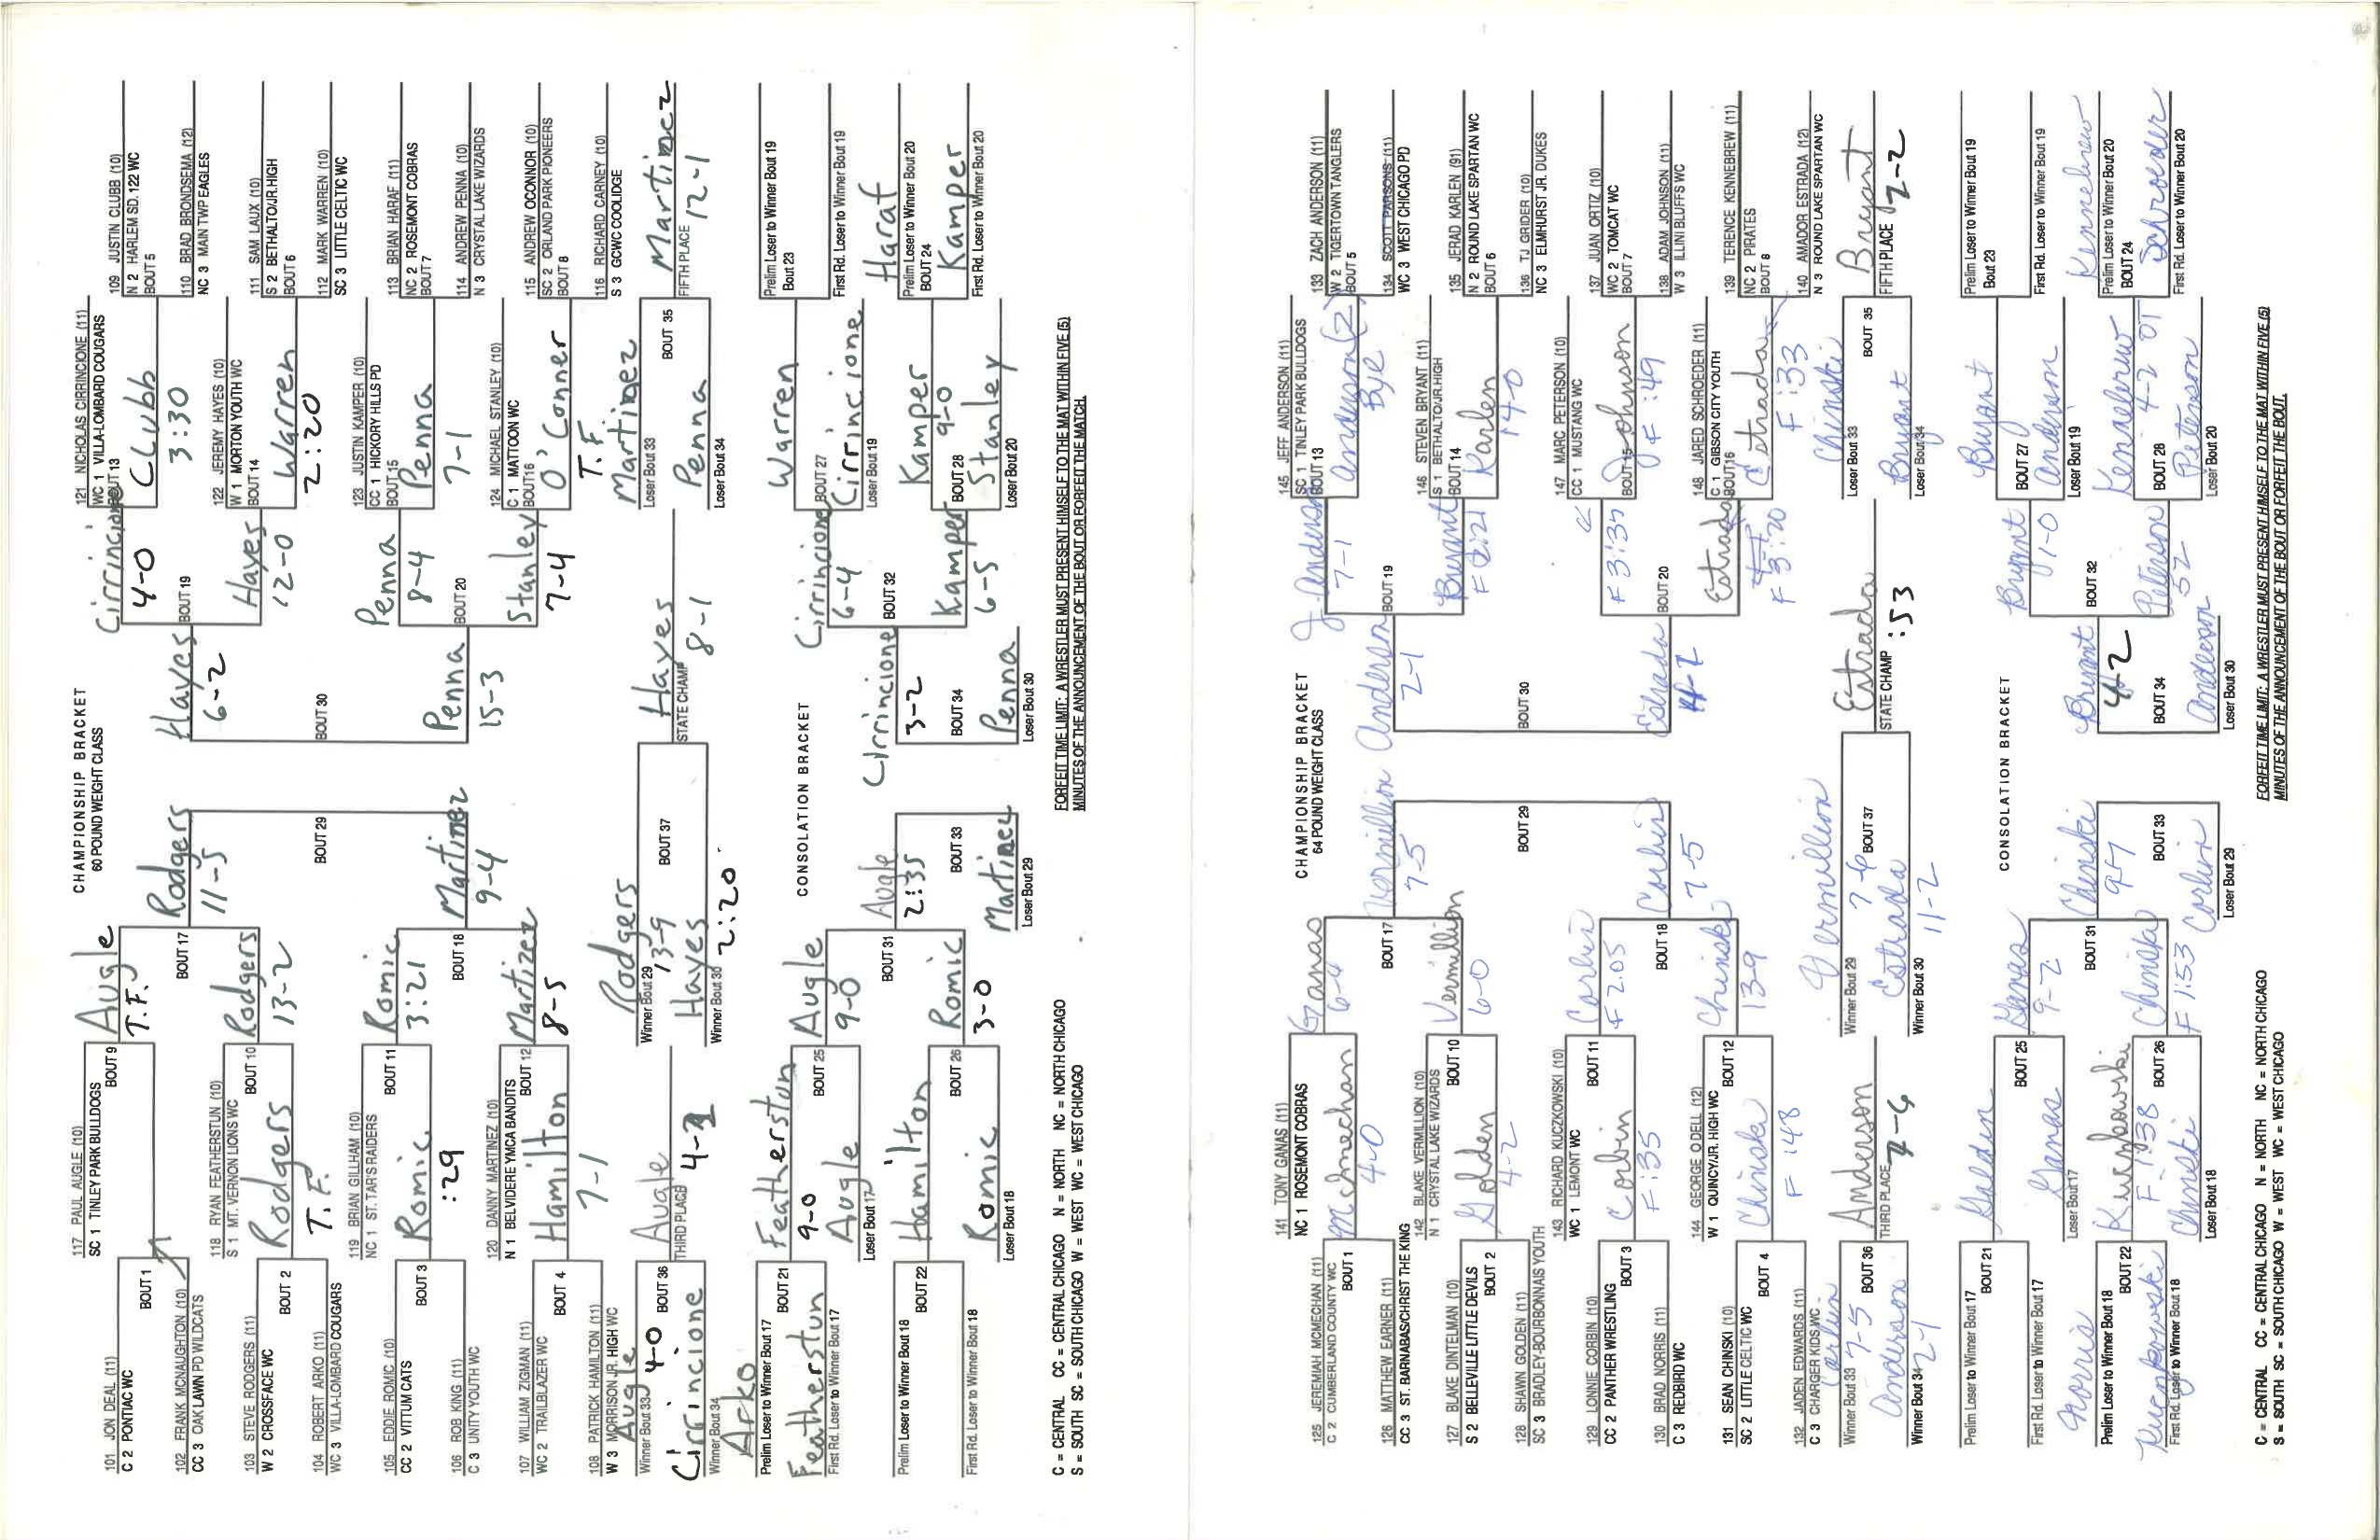 CHAMPIONSHIP BRACKET
60 POUND WEIGHT CLASS
101 JON DEAL (11)
C 2 PONTIAC WC
BOUT 1
102 FRANK MCNAUGHTON (10)
CC 3 OAK LAWN PD WILDCATS
103 STEVE RODGERS (11)
W 2 CROSSFACE WC
BOUT 2
104 ROBERT ARKO (11)
WC 3 VILLA-LOMBARD COUGARS
105 EDDIE ROMIC (10)
CC 2 VITTUM CATS
BOUT 3
106 ROB KING (11)
C 3 UNITY YOUTH WC
107 WILLIAM ZIGMAN (11)
WC 2 TRAILBLAZER WC
BOUT 4
108 PATRICK HAMILTON (11)
W 3 MORRISON JR. HIGH WC
117 PAUL AUGLE (10)
SC 1 TINLEY PARK BULLDOGS
BOUT 9
118 RYAN FEATHERSTUN (10)
S 1 MT. VERNON LIONS WC
BOUT 10
Rodgers
T.F.
119 BRIAN GILLHAM (10)
NC 1 ST. TARS RAIDERS
BOUT 11
Romic
:29
120 DANNY MARTINEZ (10)
N 1 BELVIDERE YMCA BANDITS
BOUT 12
Hamilton
7-1
Augle
T.F.
BOUT 17
Rodgers
13-2
Romic
3:21
BOUT 18
Martinez
8-5
Rodgers
11-5
BOUT 29
Martinez
9-4
Hayes
6-2
BOUT 30
Penna
15-3
Cirrincione
4-0
BOUT 19
Hayes
12-0
Penna
8-4
BOUT 20
Stanley
7-4
121 NICHOLAS CIRRINCIONE (11)
WC 1 VILLA-LOMBARD COUGARS
BOUT 13
Clubb
3:30
122 JEREMY HAYES (10)
W 1 MORTON YOUTH WC
BOUT 14
Warren
2:20
123 JUSTIN KAMPER (10)
CC 1 HICKORY HILLS PD
BOUT 15
Penna
7-1
124 MICHAEL STANLEY (10)
C 1 MATTOON WC
BOUT 16
O'Conner
T.F.
109 JUSTIN CLUBB (10)
N 2 HARLEM SD. 122 WC
BOUT 5
110 BRAD BRONDSEMA (12)
NC 3 MAIN TWP EAGLES
111 SAM LAUX (10)
S 2 BETHALTO/JR.HIGH
BOUT 6
112 MARK WARREN (10)
SC 3 LITTLE CELTIC WC
113 BRIAN HARAF (11)
NC 2 ROSEMONT COBRAS
BOUT 7
114 ANDREW PENNA (10)
N 3 CRYSTAL LAKE WIZARDS
115 ANDREW OCONNOR (10)
SC 2 ORLAND PARK PIONEERS
BOUT 8
116 RICHARD CARNEY (10)
S 3 GCWC COOLIDGE
Augle 4-0
Winner Bout 33
BOUT 36
Cirrincione
Winner Bout 34
Augle
THIRD PLACE 4-1
Rodgers
Winner Bout 29 13-9
BOUT 37
Hayes
Winner Bout 30 2:20
Hayes
STATE CHAMP 8-1
Martinez
Loser Bout 33
BOUT 35
Penna
Loser Bout 34
Martinez
FIFTH PLACE 12-1
CONSOLATION BRACKET
Arko
Prelim Loser to Winner Bout 17
BOUT 21
Featherstun
First Rd. Loser to Winner Bout 17
Prelim Loser to Winner Bout 18
BOUT 22
First Rd. Loser to Winner Bout 18
Featherstun
9-0
BOUT 25
Augle
Loser Bout 17
Hamilton
BOUT 26
Romic
Loser Bout 18
Augle
9-0
BOUT 31
Romic
3-0
Augle
2:35
BOUT 33
Martinez
Loser Bout 29
Cirrincione
3-2
BOUT 34
Penna
Loser Bout 30
Cirrincione
6-4
BOUT 32
Kamper
6-5
Warren
BOUT 27
Cirrincione
Loser Bout 19
Kamper
9-0
BOUT 28
Stanley
Loser Bout 20
Prelim Loser to Winner Bout 19
Bout 23
First Rd. Loser to Winner Bout 19
Haraf
Prelim Loser to Winner Bout 20
BOUT 24
Kamper
First Rd. Loser to Winner Bout 20
C = CENTRAL CC = CENTRAL CHICAGO N = NORTH NC = NORTH CHICAGO
S = SOUTH SC = SOUTH CHICAGO W = WEST WC = WEST CHICAGO
FORFEIT TIME LIMIT: A WRESTLER MUST PRESENT HIMSELF TO THE MAT WITHIN FIVE (5)
MINUTES OF THE ANNOUNCEMENT OF THE BOUT OR FORFEIT THE MATCH.
CHAMPIONSHIP BRACKET
64 POUND WEIGHT CLASS
125 JEREMIAH MCMECHAN (11)
C 2 CUMBERLAND COUNTY WC
BOUT 1
126 MATTHEW EARNER (11)
CC 3 ST. BARNABAS/CHRIST THE KING
127 BLAKE DINTELMAN (10)
S 2 BELLEVILLE LITTLE DEVILS
BOUT 2
128 SHAWN GOLDEN (11)
SC 3 BRADLEY-BOURBONNAIS YOUTH
129 LONNIE CORBIN (10)
CC 2 PANTHER WRESTLING
BOUT 3
130 BRAD NORRIS (11)
C 3 REDBIRD WC
131 SEAN CHINSKI (10)
SC 2 LITTLE CELTIC WC
BOUT 4
132 JADEN EDWARDS (11)
C 3 CHARGER KIDS WC
141 TONY GANAS (11)
NC 1 ROSEMONT COBRAS
McMechan
4-0
142 BLAKE VERMILLION (10)
N 1 CRYSTAL LAKE WIZARDS
BOUT 10
Golden
4-2
143 RICHARD KUCZKOWSKI (10)
WC 1 LEMONT WC
BOUT 11
Corbin
F :35
144 GEORGE O DELL (12)
W 1 QUINCY/JR. HIGH WC
BOUT 12
Chinski
F 148
Ganas
6-4
BOUT 17
Vermillion
6-0
Corbin
F 2.05
BOUT 18
Chinski
13-9
Vermillion
7-5
BOUT 29
Corbin
7-5
Anderson
2-1
BOUT 30
Estrada
J. Anderson
7-1
BOUT 19
Bryant
F 3:35
BOUT 20
Estrada
F 3:20
145 JEFF ANDERSON (11)
SC 1 TINLEY PARK BULLDOGS
BOUT 13
Anderson (Z)
Bye
146 STEVEN BRYANT (11)
S 1 BETHALTO/JR.HIGH
BOUT 14
Karlen
14-0
147 MARC PETERSON (10)
CC 1 MUSTANG WC
BOUT 15
Johnson
F :49
148 JARED SCHROEDER (11)
C 1 GIBSON CITY YOUTH
BOUT 16
Estrada
F :33
133 ZACH ANDERSON (11)
W 2 TIGERTOWN TANGLERS
BOUT 5
134 SCOTT PARSONS (11)
WC 3 WEST CHICAGO PD
135 JERAD KARLEN (91)
N 2 ROUND LAKE SPARTAN WC
BOUT 6
136 TJ GRIDER (10)
NC 3 ELMHURST JR. DUKES
137 JUAN ORTIZ (10)
WC 2 TOMCAT WC
BOUT 7
138 ADAM JOHNSON (11)
W 3 ILLINI BLUFFS WC
139 TERENCE KENNEBREW (11)
NC 2 PIRATES
BOUT 8
140 AMADOR ESTRADA (12)
N 3 ROUND LAKE SPARTAN WC
Winner Bout 33 7-5
BOUT 36
Anderson
Winner Bout 34 2-1
Anderson
THIRD PLACE 7-6
Vermillion
Winner Bout 29 7-6
BOUT 37
Estrada
Winner Bout 30 11-2
Estrada
STATE CHAMP :53
Chinski
Loser Bout 33
BOUT 35
Bryant
Loser Bout 34
Bryant
FIFTH PLACE 7-2
CONSOLATION BRACKET
Prelim Loser to Winner Bout 17
BOUT 21
First Rd. Loser to Winner Bout 17
Norris
Prelim Loser to Winner Bout 18
BOUT 22
Kuczkowski
First Rd. Loser to Winner Bout 18
Golden
BOUT 25
Ganas
Loser Bout 17
Kuczkowski
F 1:38
BOUT 26
Chinski
Loser Bout 18
Ganas
9-2
BOUT 31
Chinski
F 1:53
Chinski
BOUT 33
Corbin
Loser Bout 29
Bryant
4-2
BOUT 34
Anderson
Loser Bout 30
Bryant
1-0
BOUT 32
Peterson
5-2
Bryant
BOUT 27
Anderson
Loser Bout 19
Kennebrew
4-2 OT
BOUT 28
Peterson
Loser Bout 20
Prelim Loser to Winner Bout 19
Bout 23
First Rd. Loser to Winner Bout 19
Kennebrew
Prelim Loser to Winner Bout 20
BOUT 24
Schroeder
First Rd. Loser to Winner Bout 20
C = CENTRAL CC = CENTRAL CHICAGO N = NORTH NC = NORTH CHICAGO
S = SOUTH SC = SOUTH CHICAGO W = WEST WC = WEST CHICAGO
FORFEIT TIME LIMIT: A WRESTLER MUST PRESENT HIMSELF TO THE MAT WITHIN FIVE (5)
MINUTES OF THE ANNOUNCEMENT OF THE BOUT OR FORFEIT THE BOUT.